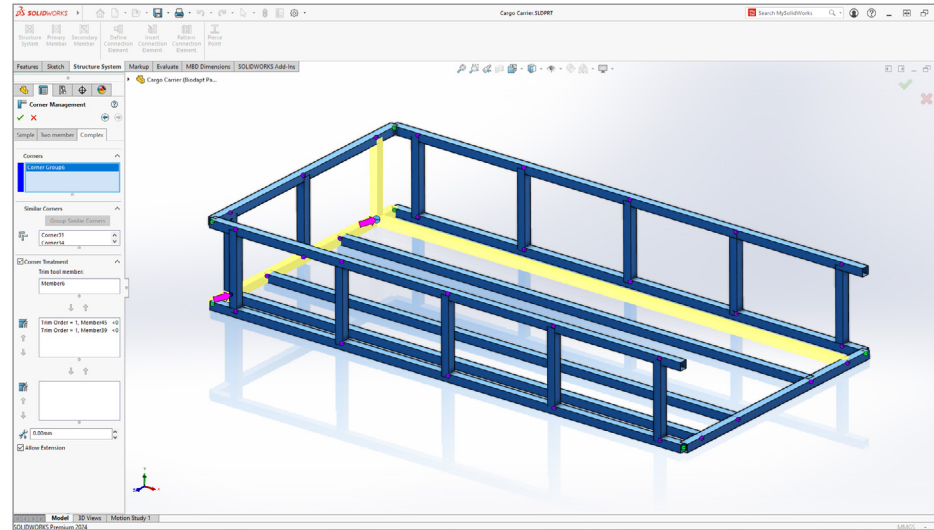 SOLIDWORKS
Cargo Carrier.SLDPRT
Search MySolidWorks
Structure System
Primary Member
Secondary Member
Define Connection Element
Insert Connection Element
Pattern Connection Element
Pierce Point
Features
Sketch
Structure System
Markup
Evaluate
MBD Dimensions
SOLIDWORKS Add-Ins
Cargo Carrier (Biodapt Pa...
Corner Management
Simple
Two member
Complex
Corners
Corner Group6
Similar Corners
Group Similar Corners
Corner31
Corner34
Corner Treatment
Trim tool member:
Member6
Trim Order = 1, Member45 <0
Trim Order = 1, Member39 <0
0.00mm
Allow Extension
Model
3D Views
Motion Study 1
SOLIDWORKS Premium 2024
MMGS